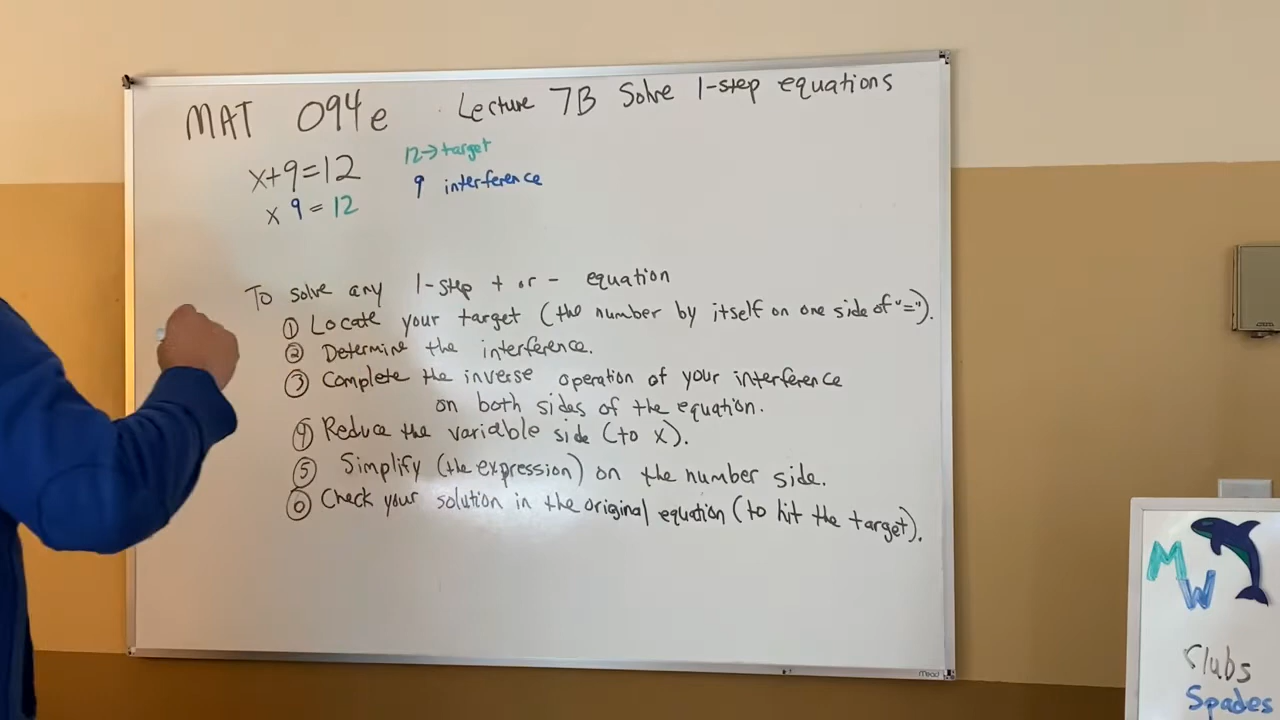 MAT 094e Lecture 7B Solve 1-step equations
x+9=12 12→target
x 9 = 12 9 interference
To solve any 1-step + or - equation
① Locate your target (the number by itself on one side of "=").
② Determine the interference.
③ Complete the inverse operation of your interference
on both sides of the equation.
④ Reduce the variable side (to x).
⑤ Simplify (the expression) on the number side.
⑥ Check your solution in the original equation (to hit the target).
Mead
M
W
Clubs
Spades